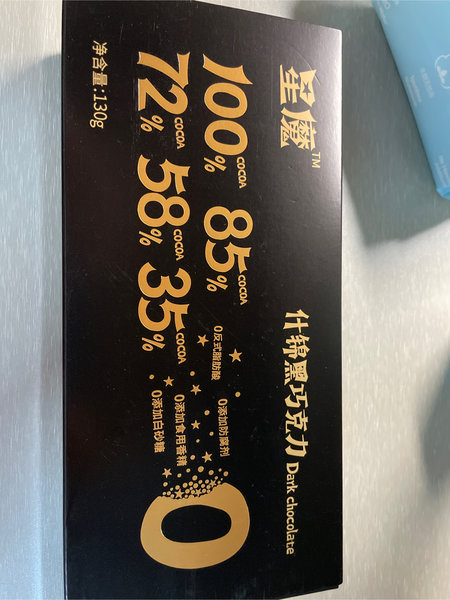 星魔™
什锦黑巧克力 Dark chocolate
100% COCOA 85% COCOA
72% COCOA 58% COCOA 35% COCOA
0反式脂肪酸 0添加防腐剂
0添加食用香精
0添加白砂糖
0
净含量:130g